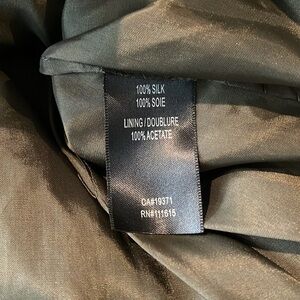 100% SILK
100% SOIE
LINING / DOUBLURE
100% ACETATE
CA#19371
RN#111615